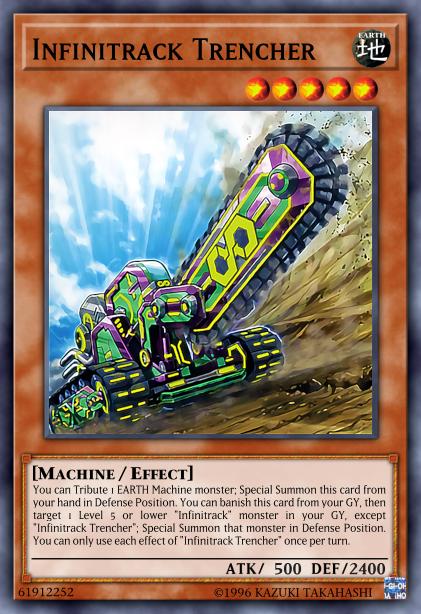 INFINITRACK TRENCHER
EARTH
地
[MACHINE / EFFECT]
You can Tribute 1 EARTH Machine monster; Special Summon this card from
your hand in Defense Position. You can banish this card from your GY, then
target 1 Level 5 or lower "Infinitrack" monster in your GY, except
"Infinitrack Trencher"; Special Summon that monster in Defense Position.
You can only use each effect of "Infinitrack Trencher" once per turn.
ATK/ 500 DEF/2400
61912252
©1996 KAZUKI TAKAHASHI